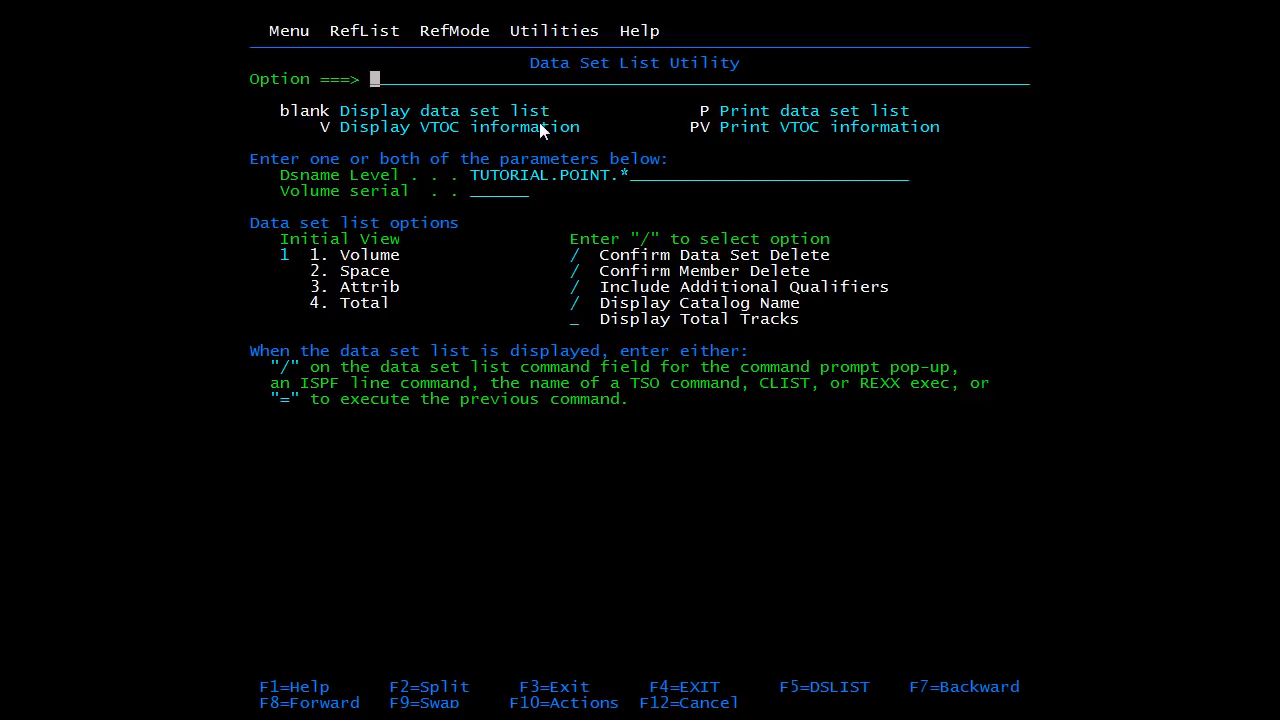 Menu RefList RefMode Utilities Help
Data Set List Utility
Option ===>
blank Display data set list P Print data set list
V Display VTOC information PV Print VTOC information
Enter one or both of the parameters below:
Dsname Level . . . TUTORIAL.POINT.*
Volume serial . .
Data set list options
Initial View Enter "/" to select option
1 1. Volume / Confirm Data Set Delete
2. Space / Confirm Member Delete
3. Attrib / Include Additional Qualifiers
4. Total / Display Catalog Name
_ Display Total Tracks
When the data set list is displayed, enter either:
"/" on the data set list command field for the command prompt pop-up,
an ISPF line command, the name of a TSO command, CLIST, or REXX exec, or
"=" to execute the previous command.
F1=Help F2=Split F3=Exit F4=EXIT F5=DSLIST F7=Backward
F8=Forward F9=Swap F10=Actions F12=Cancel